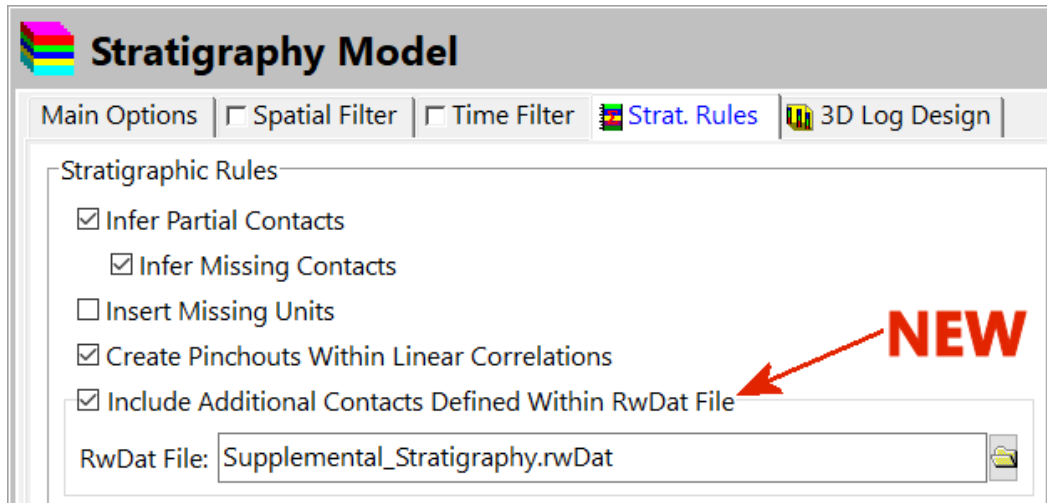 Stratigraphy Model
Main Options Spatial Filter Time Filter Strat. Rules 3D Log Design
Stratigraphic Rules
Infer Partial Contacts
Infer Missing Contacts
Insert Missing Units
NEW
Create Pinchouts Within Linear Correlations
Include Additional Contacts Defined Within RwDat File
RwDat File: Supplemental_Stratigraphy.rwDat